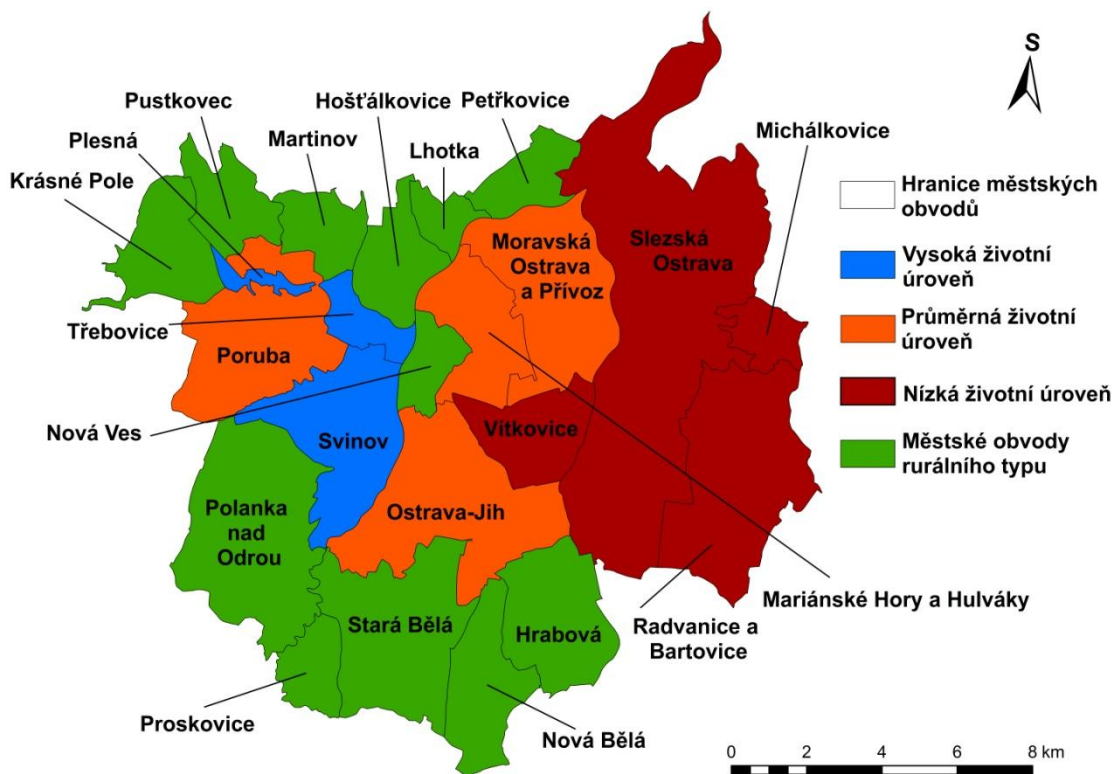 S
Pustkovec
Hošťálkovice
Petřkovice
Plesná
Martinov
Lhotka
Michálkovice
Krásné Pole
Hranice městských
obvodů
Moravská
Ostrava
a Přívoz
Slezská
Ostrava
Vysoká životní
úroveň
Třebovice
Poruba
Průměrná životní
úroveň
Nízká životní úroveň
Nová Ves
Svinov
Vítkovice
Městské obvody
rurálního typu
Polanka
nad
Odrou
Ostrava-Jih
Mariánské Hory a Hulváky
Stará Bělá
Hrabová
Radvanice a
Bartovice
Proskovice
Nová Bělá
0 2 4 6 8 km